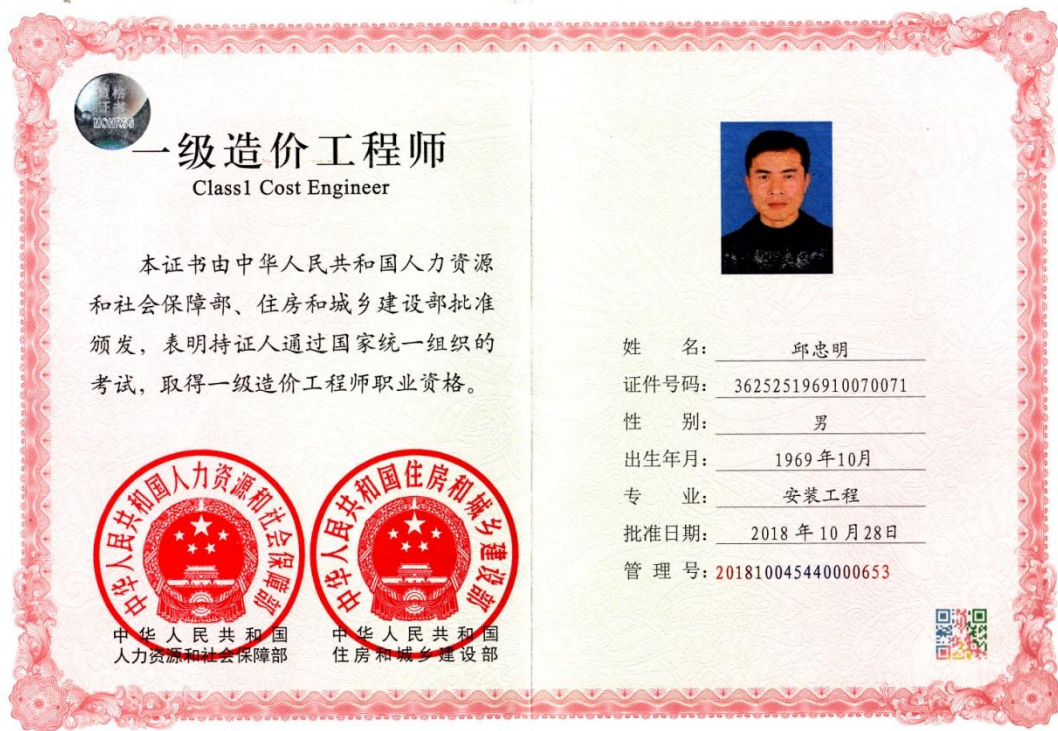 资格
证书
MOHRSS
一级造价工程师
Class1 Cost Engineer
本证书由中华人民共和国人力资源
和社会保障部、住房和城乡建设部批准
颁发，表明持证人通过国家统一组织的
考试，取得一级造价工程师职业资格。
中华人民共和国人力资源和社会保障部
中华人民共和国
人力资源和社会保障部
中华人民共和国住房和城乡建设部
中华人民共和国
住房和城乡建设部
姓 名：邱忠明
证件号码：362525196910070071
性 别：男
出生年月：1969年10月
专 业：安装工程
批准日期：2018 年 10 月28日
管 理 号：201810045440000653